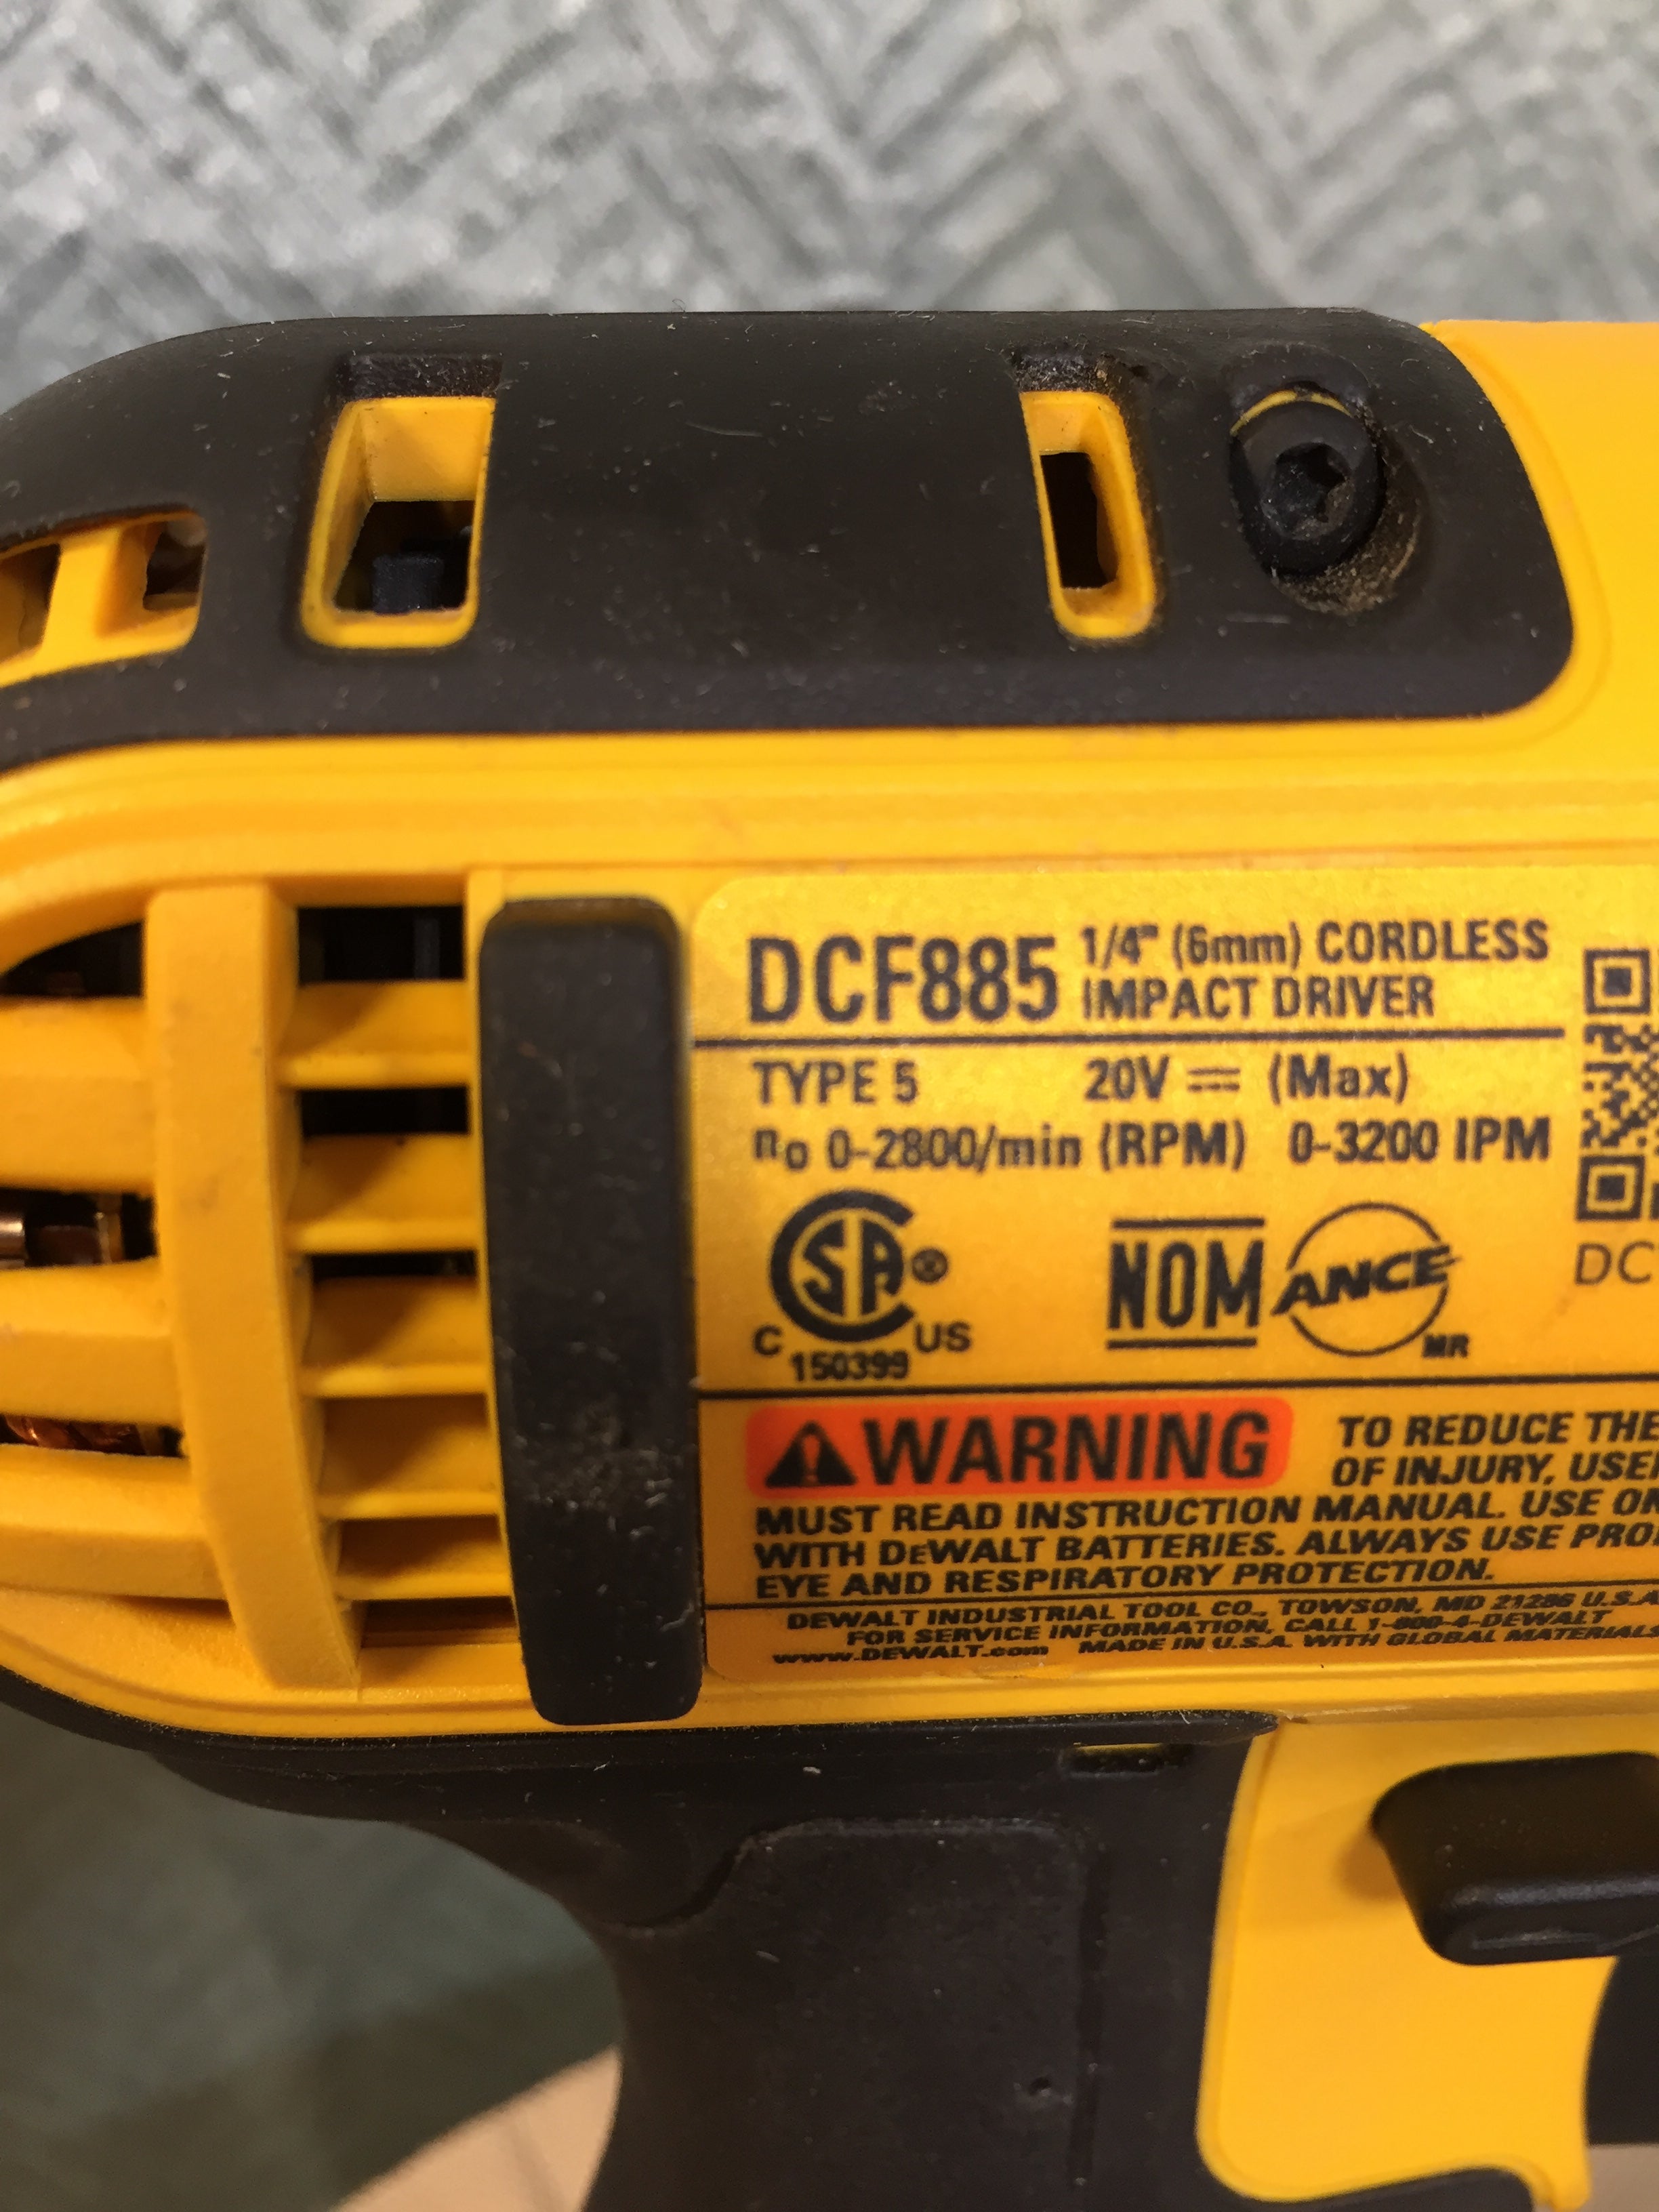 DCF885 1/4" (6mm) CORDLESS
IMPACT DRIVER
TYPE 5 20V ⎓ (Max)
no 0-2800/min (RPM) 0-3200 IPM
CSA®
C US
150399
NOM ANCE
MR
DC
WARNING TO REDUCE THE
OF INJURY, USER
MUST READ INSTRUCTION MANUAL. USE ON
WITH DEWALT BATTERIES. ALWAYS USE PRO
EYE AND RESPIRATORY PROTECTION.
DEWALT INDUSTRIAL TOOL CO., TOWSON, MD 21286 U.S.A
FOR SERVICE INFORMATION, CALL 1-800-4-DEWALT
www.DEWALT.com MADE IN U.S.A. WITH GLOBAL MATERIALS